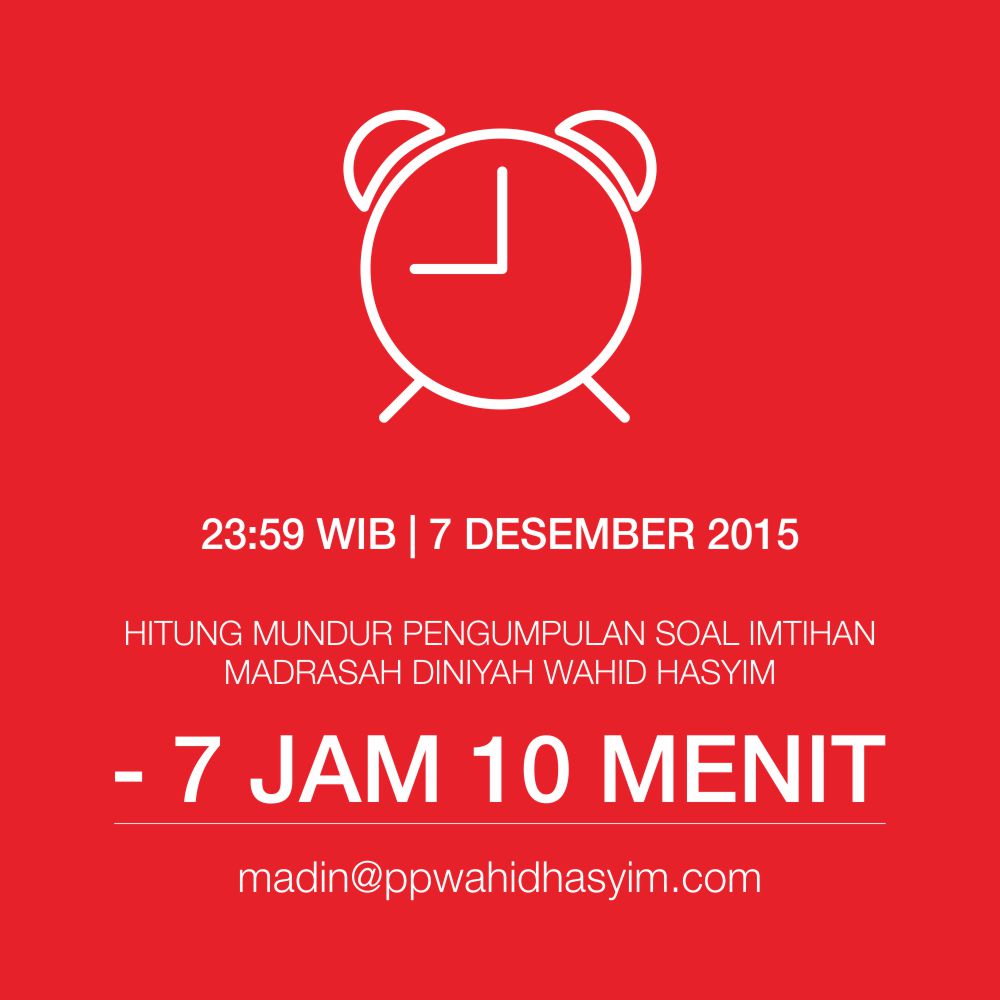 23:59 WIB | 7 DESEMBER 2015
HITUNG MUNDUR PENGUMPULAN SOAL IMTIHAN
MADRASAH DINIYAH WAHID HASYIM
- 7 JAM 10 MENIT
madin@ppwahidhasyim.com